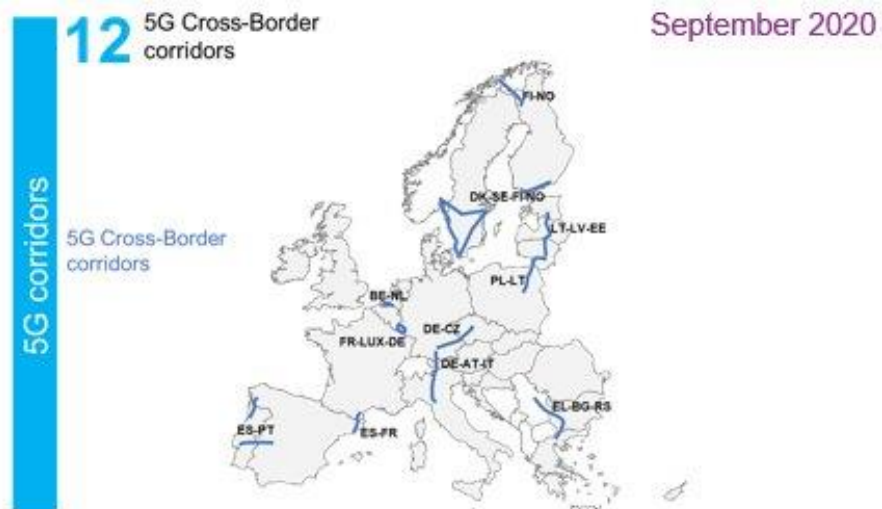 12
5G Cross-Border
corridors
September 2020
5G corridors
5G Cross-Border
corridors
FI-NO
DK-SE-FI-NO
LT-LV-EE
PL-LT
BE-NL
DE-CZ
FR-LUX-DE
DE-AT-IT
EL-BG-RS
ES-PT
ES-FR